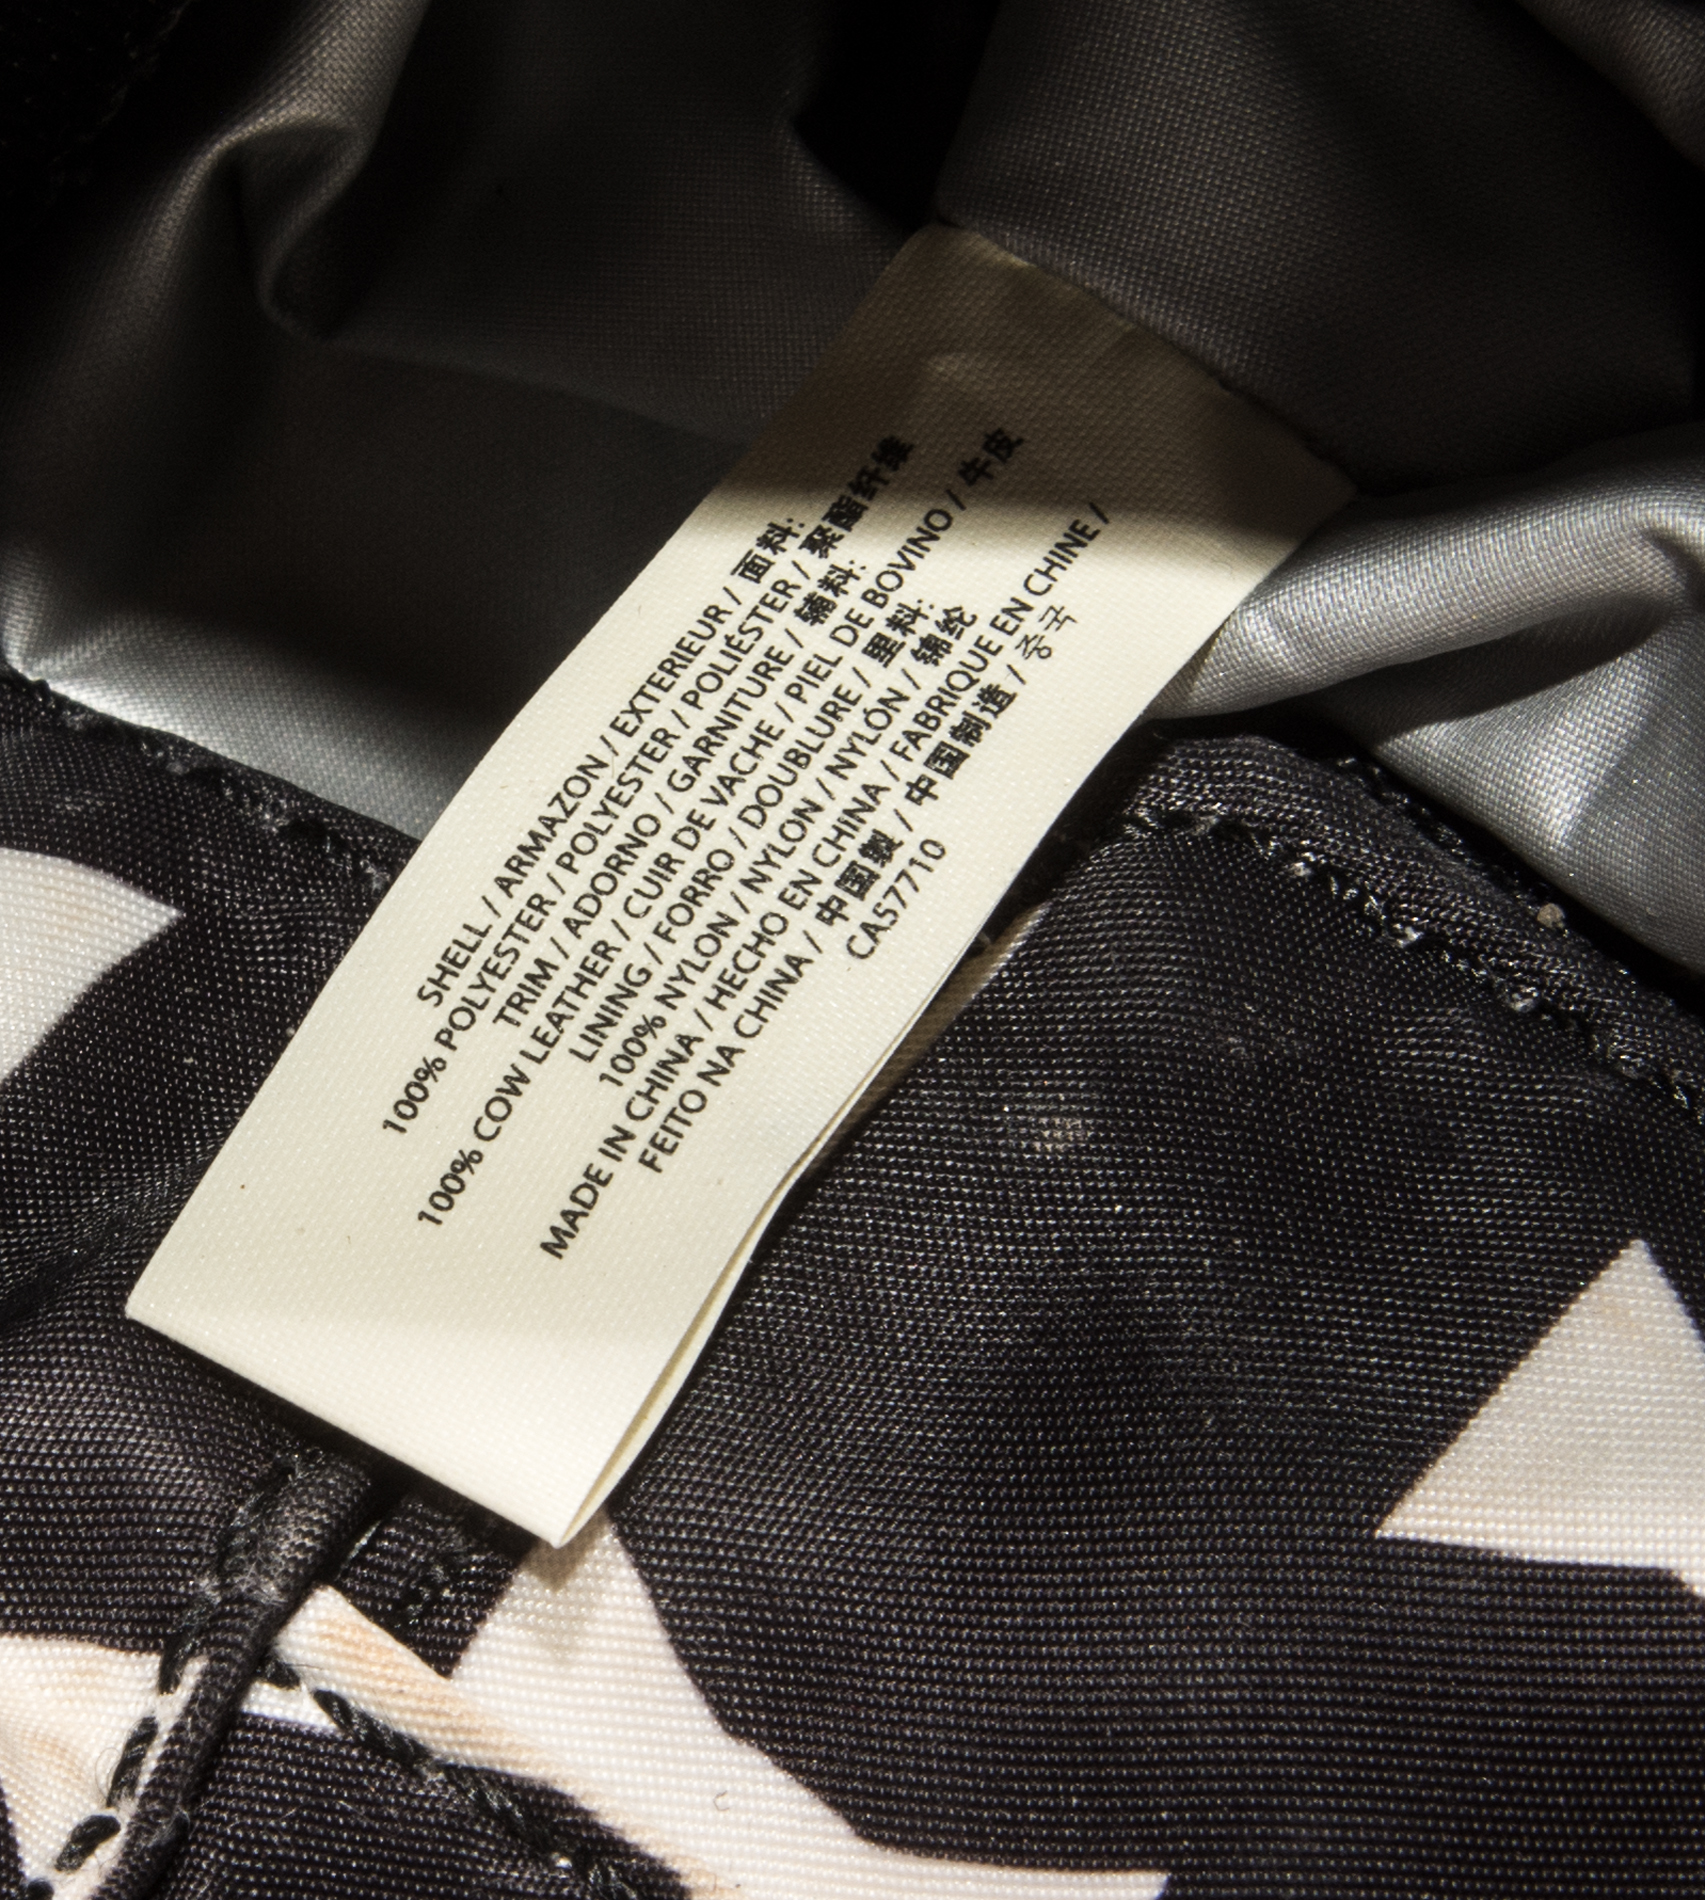 SHELL / ARMAZON / EXTERIEUR / 面料:
100% POLYESTER / POLYESTER / POLIÉSTER / 聚酯纤维
TRIM / ADORNO / GARNITURE / 辅料:
100% COW LEATHER / CUIR DE VACHE / PIEL DE BOVINO / 牛皮
LINING / FORRO / DOUBLURE / 里料:
100% NYLON / NYLON / NYLÓN / 锦纶
MADE IN CHINA / HECHO EN CHINA / FABRIQUE EN CHINE /
FEITO NA CHINA / 中国製 / 中国制造 / 중국
CA57710